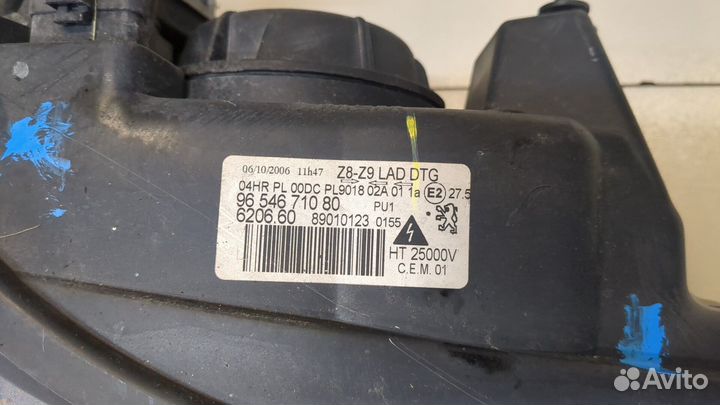 06/10/2006 11h47 Z8-Z9 LAD DTG
04HR PL 00DC PL9018 02A 01 1a E2 27.5
96 546 710 80 PU1
6206.60 89010123 0155
HT 25000V
C.E.M. 01
Avito